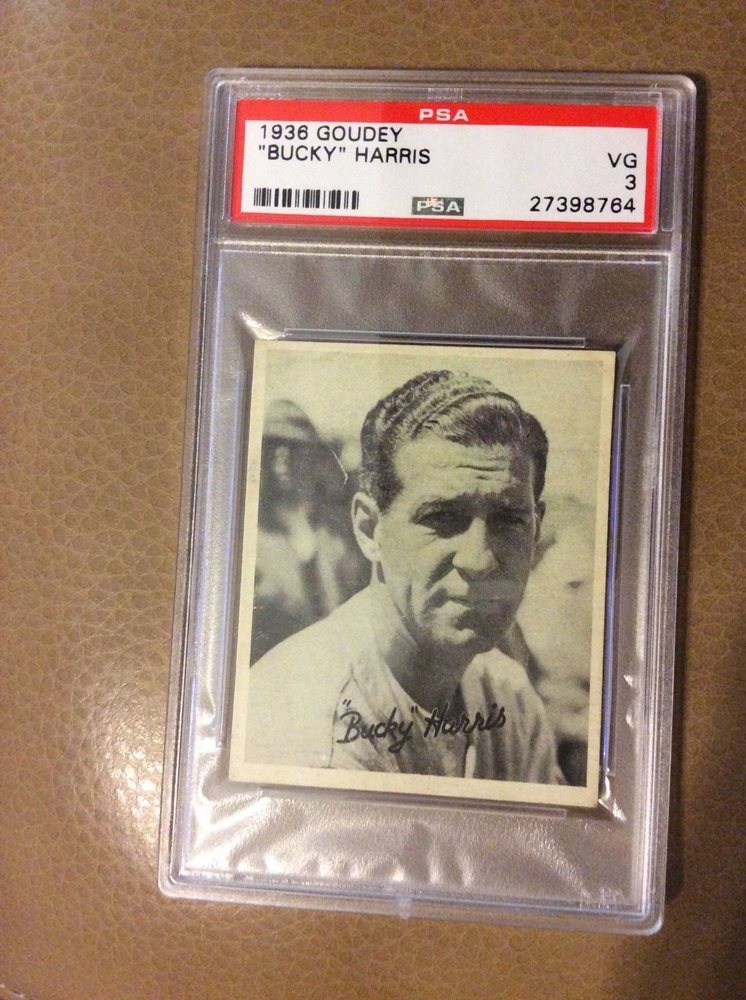 PSA
1936 GOUDEY
"BUCKY" HARRIS
VG
3
PSA
27398764
"Bucky" Harris